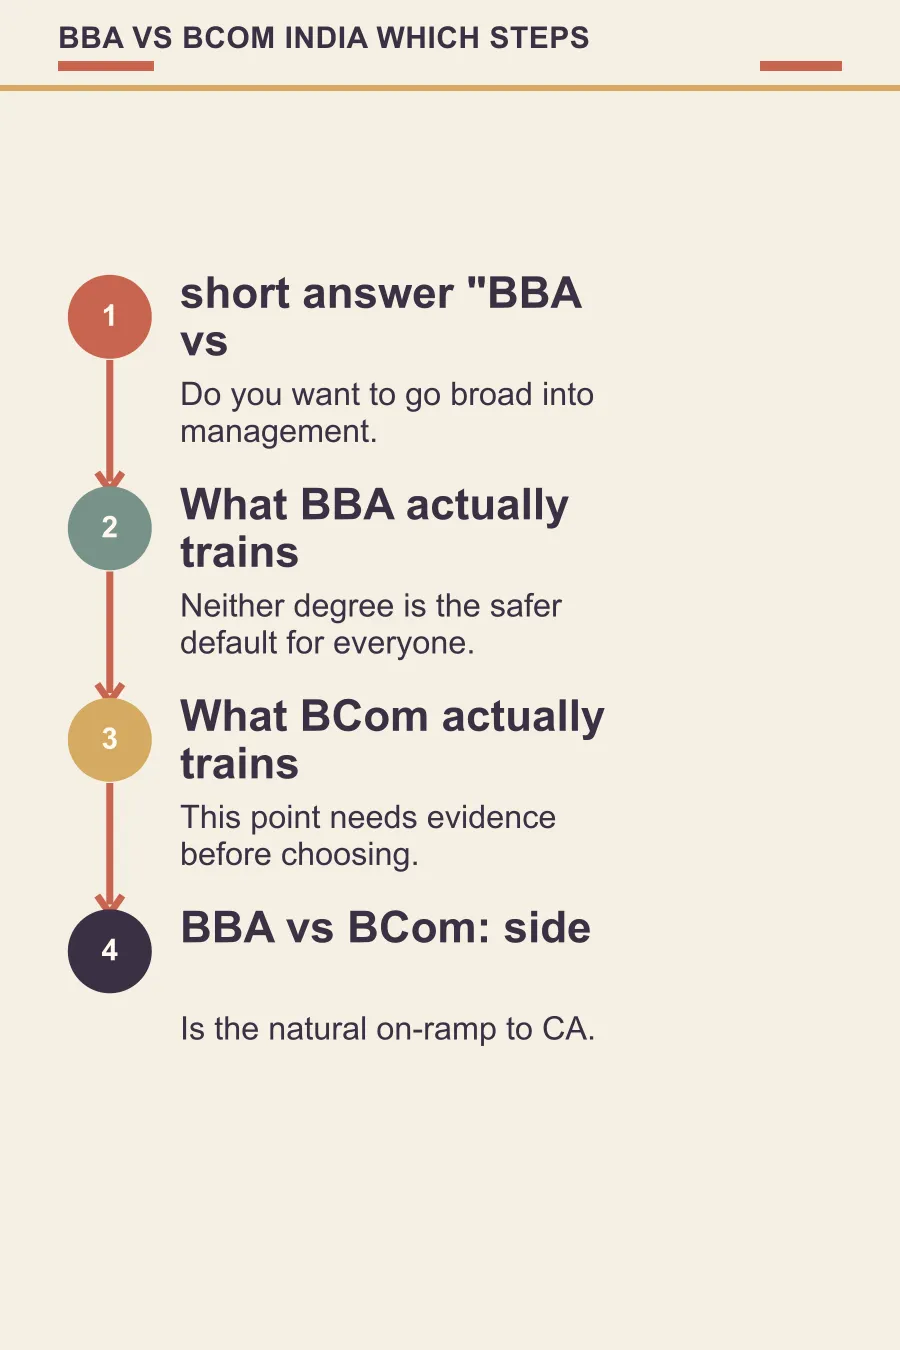 BBA VS BCOM INDIA WHICH STEPS
1
short answer "BBA
vs
Do you want to go broad into
management.
2
What BBA actually
trains
Neither degree is the safer
default for everyone.
3
What BCom actually
trains
This point needs evidence
before choosing.
4
BBA vs BCom: side
Is the natural on-ramp to CA.